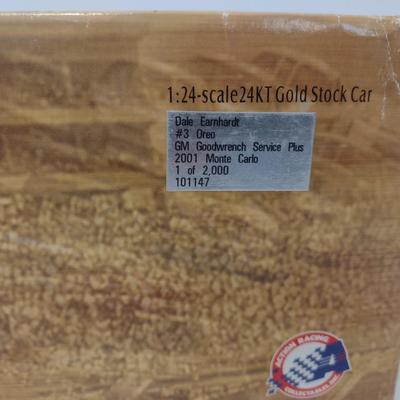 1:24-scale24KT Gold Stock Car
Dale Earnhardt
#3 Oreo
GM Goodwrench Service Plus
2001 Monte Carlo
1 of 2,000
101147
ACTION RACING
COLLECTABLES